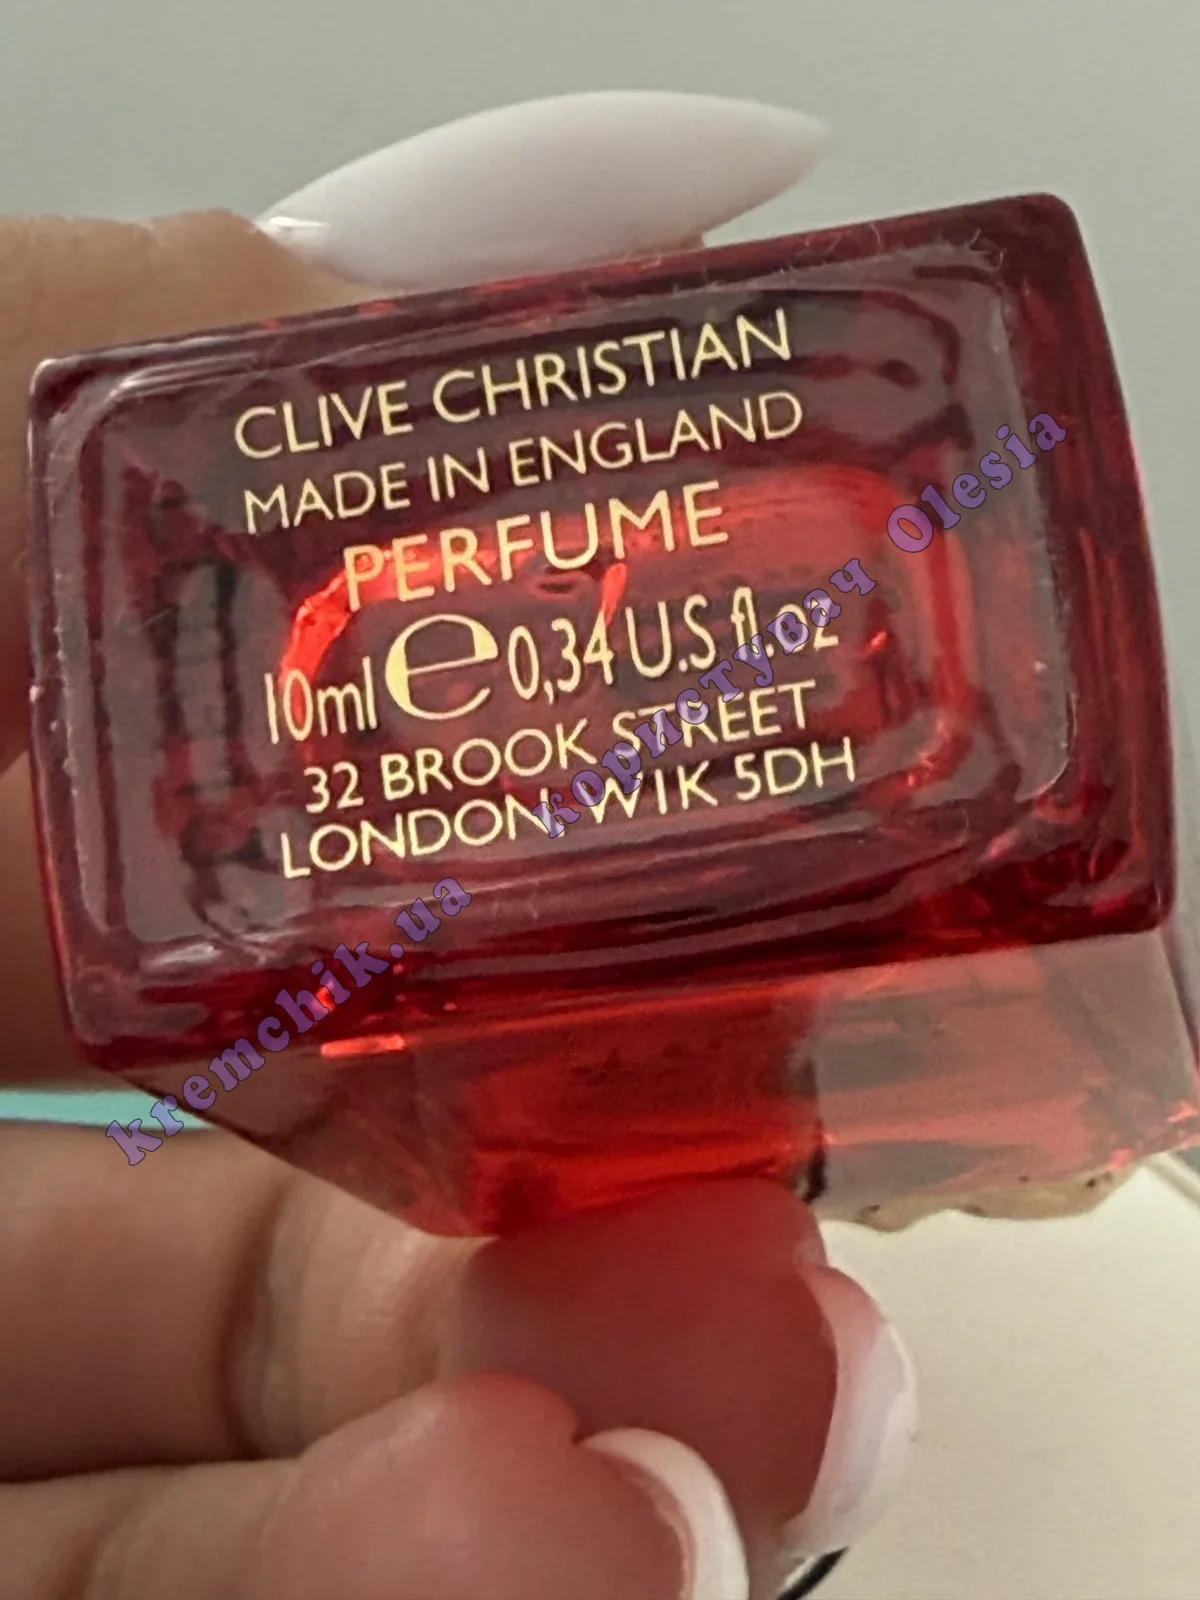 CLIVE CHRISTIAN
MADE IN ENGLAND
PERFUME
10ml e 0,34 U.S fl.oz
32 BROOK STREET
LONDON, W1K 5DH
kremchik.ua користувач Olesia